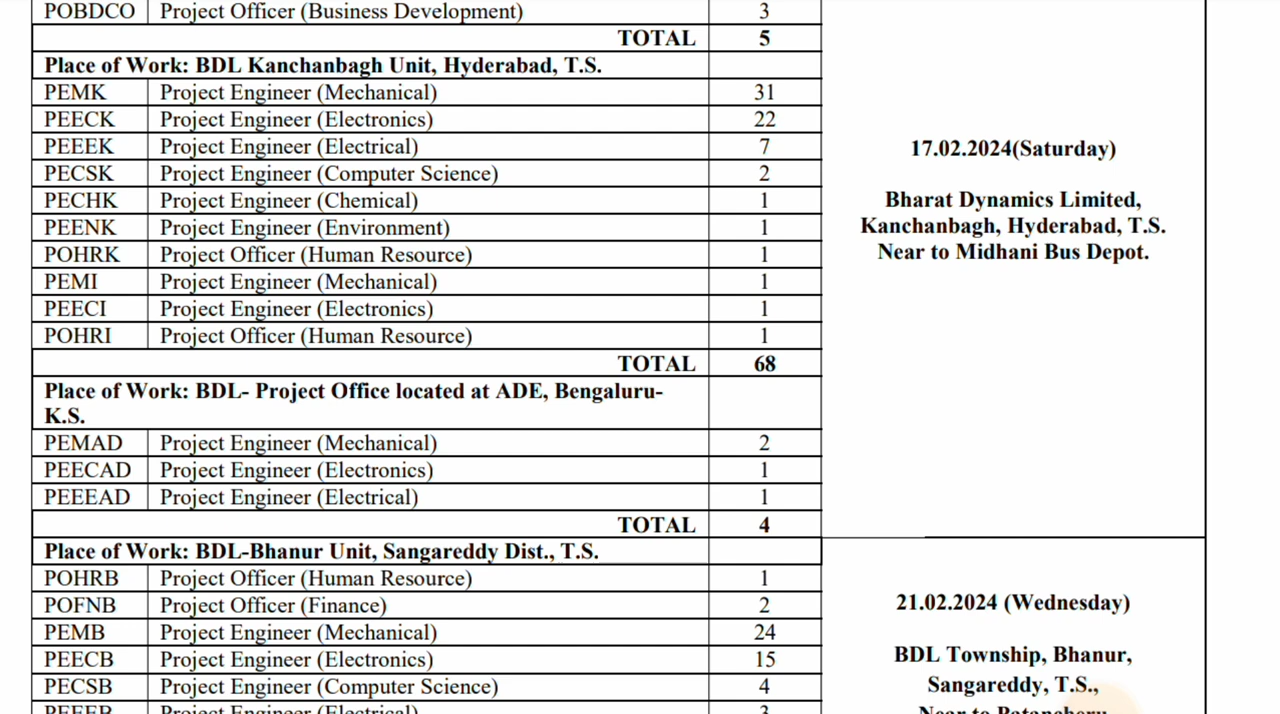 POBDCO Project Officer (Business Development) 3
TOTAL 5
Place of Work: BDL Kanchanbagh Unit, Hyderabad, T.S.
PEMK Project Engineer (Mechanical) 31
PEECK Project Engineer (Electronics) 22
PEEEK Project Engineer (Electrical) 7
PECSK Project Engineer (Computer Science) 2
PECHK Project Engineer (Chemical) 1
PEENK Project Engineer (Environment) 1
POHRK Project Officer (Human Resource) 1
PEMI Project Engineer (Mechanical) 1
PEECI Project Engineer (Electronics) 1
POHRI Project Officer (Human Resource) 1
TOTAL 68
Place of Work: BDL- Project Office located at ADE, Bengaluru-
K.S.
PEMAD Project Engineer (Mechanical) 2
PEECAD Project Engineer (Electronics) 1
PEEEAD Project Engineer (Electrical) 1
TOTAL 4
17.02.2024(Saturday)
Bharat Dynamics Limited,
Kanchanbagh, Hyderabad, T.S.
Near to Midhani Bus Depot.
Place of Work: BDL-Bhanur Unit, Sangareddy Dist., T.S.
POHRB Project Officer (Human Resource) 1
POFNB Project Officer (Finance) 2
PEMB Project Engineer (Mechanical) 24
PEECB Project Engineer (Electronics) 15
PECSB Project Engineer (Computer Science) 4
PEEEB Project Engineer (Electrical) 3
21.02.2024 (Wednesday)
BDL Township, Bhanur,
Sangareddy, T.S.,
Near to Patancheru